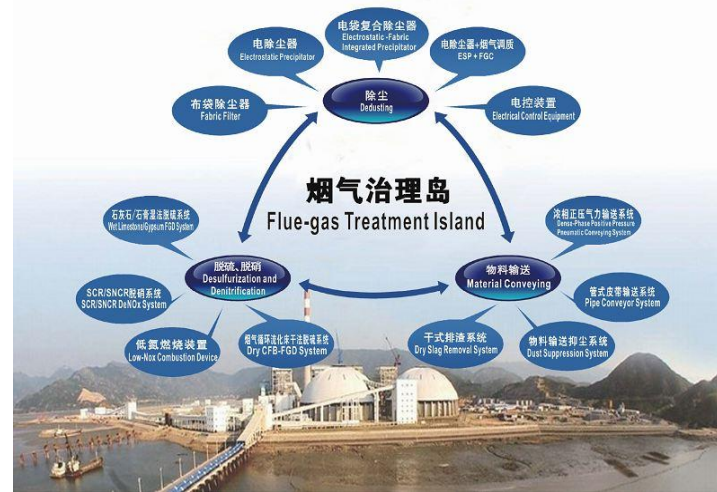 电袋复合除尘器
Electrostatic -Fabric
Integrated Precipitator
电除尘器
Electrostatic Precipitator
电除尘器+烟气调质
ESP + FGC
布袋除尘器
Fabric Filter
除尘
Dedusting
电控装置
Electrical Control Equipment
烟气治理岛
Flue-gas Treatment Island
石灰石/石膏湿法脱硫系统
Wet Limestone/Gypsum FGD System
浓相正压气力输送系统
Dense-Phase Positive Pressure
Pneumatic Conveying System
脱硫、脱硝
Desulfurization and
Denitrification
物料输送
Material Conveying
SCR/SNCR脱硝系统
SCR/SNCR DeNOx System
管式皮带输送系统
Pipe Conveyor System
低氮燃烧装置
Low-Nox Combustion Device
烟气循环流化床干法脱硫系统
Dry CFB-FGD System
干式排渣系统
Dry Slag Removal System
物料输送抑尘系统
Dust Suppression System